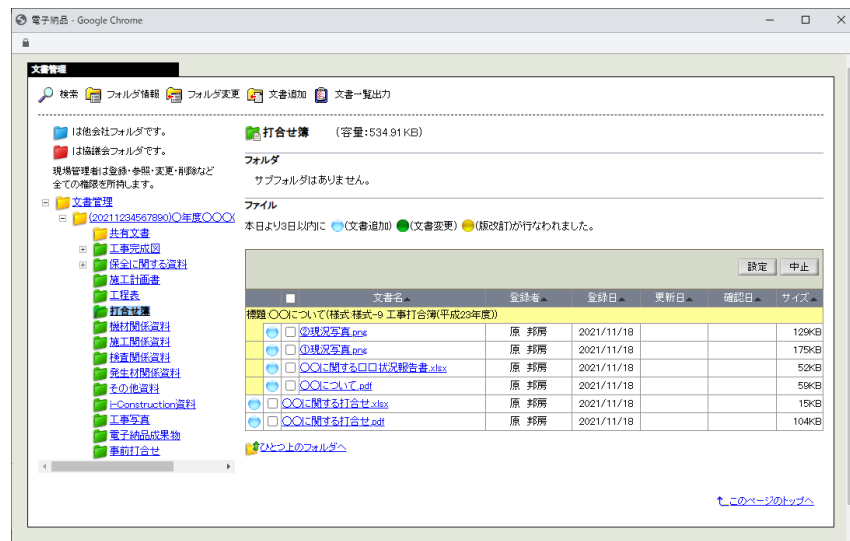 電子納品 - Google Chrome
文書管理
検索 フォルダ情報 フォルダ変更 文書追加 文書一覧出力
は他会社フォルダです。
は協議会フォルダです。
現場管理者は登録・参照・変更・削除など
全ての権限を所持します。
文書管理
(20211234567890)〇年度〇〇〇(
共有文書
工事完成図
保全に関する資料
施工計画書
工程表
打合せ簿
機材関係資料
施工関係資料
検査関係資料
発生材関係資料
その他資料
i-Construction資料
工事写真
電子納品成果物
事前打合せ
打合せ簿 (容量:534.91KB)
フォルダ
サブフォルダはありません。
ファイル
本日より3日以内に (文書追加) (文書変更) (版改訂)が行なわれました。
設定 中止
文書名▲ 登録者▲ 登録日▲ 更新日▲ 確認日▲ サイズ▲
標題:〇〇について(様式:様式-9 工事打合簿(平成23年度))
②現況写真.png 原 邦房 2021/11/18 129KB
①現況写真.png 原 邦房 2021/11/18 175KB
〇〇に関する口口状況報告書.xlsx 原 邦房 2021/11/18 52KB
〇〇について.pdf 原 邦房 2021/11/18 59KB
〇〇に関する打合せ.xlsx 原 邦房 2021/11/18 15KB
〇〇に関する打合せ.pdf 原 邦房 2021/11/18 104KB
ひとつ上のフォルダへ
このページのトップへ